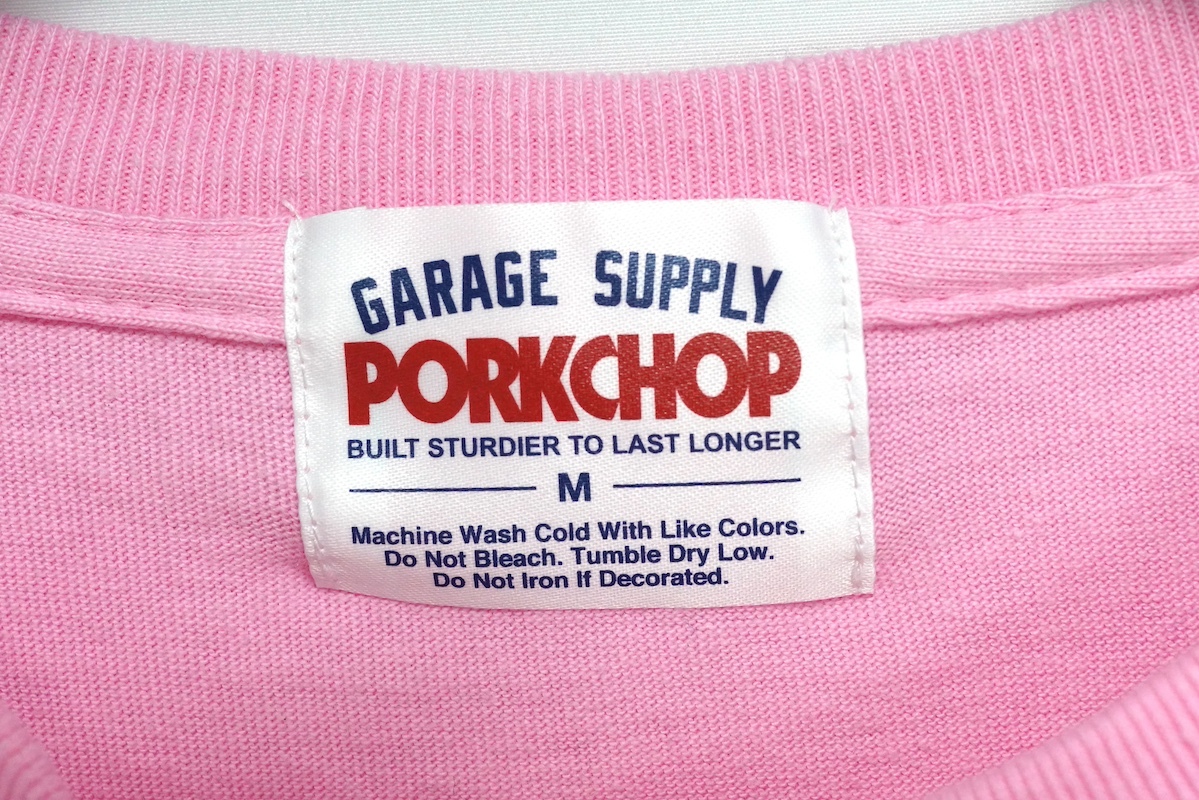 GARAGE SUPPLY
PORKCHOP
BUILT STURDIER TO LAST LONGER
M
Machine Wash Cold With Like Colors.
Do Not Bleach. Tumble Dry Low.
Do Not Iron If Decorated.